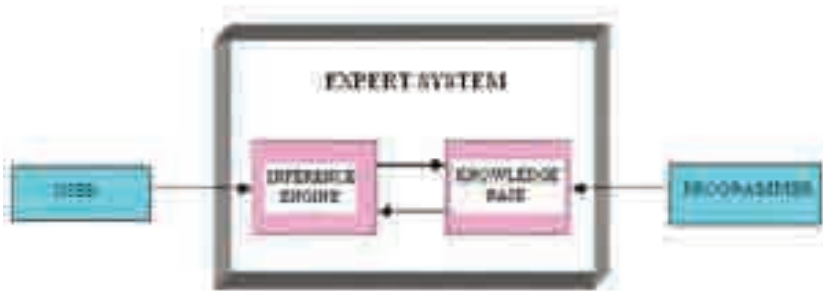 EXPERT SYSTEM
USER
INFERENCE
ENGINE
KNOWLEDGE
BASE
PROGRAMMER